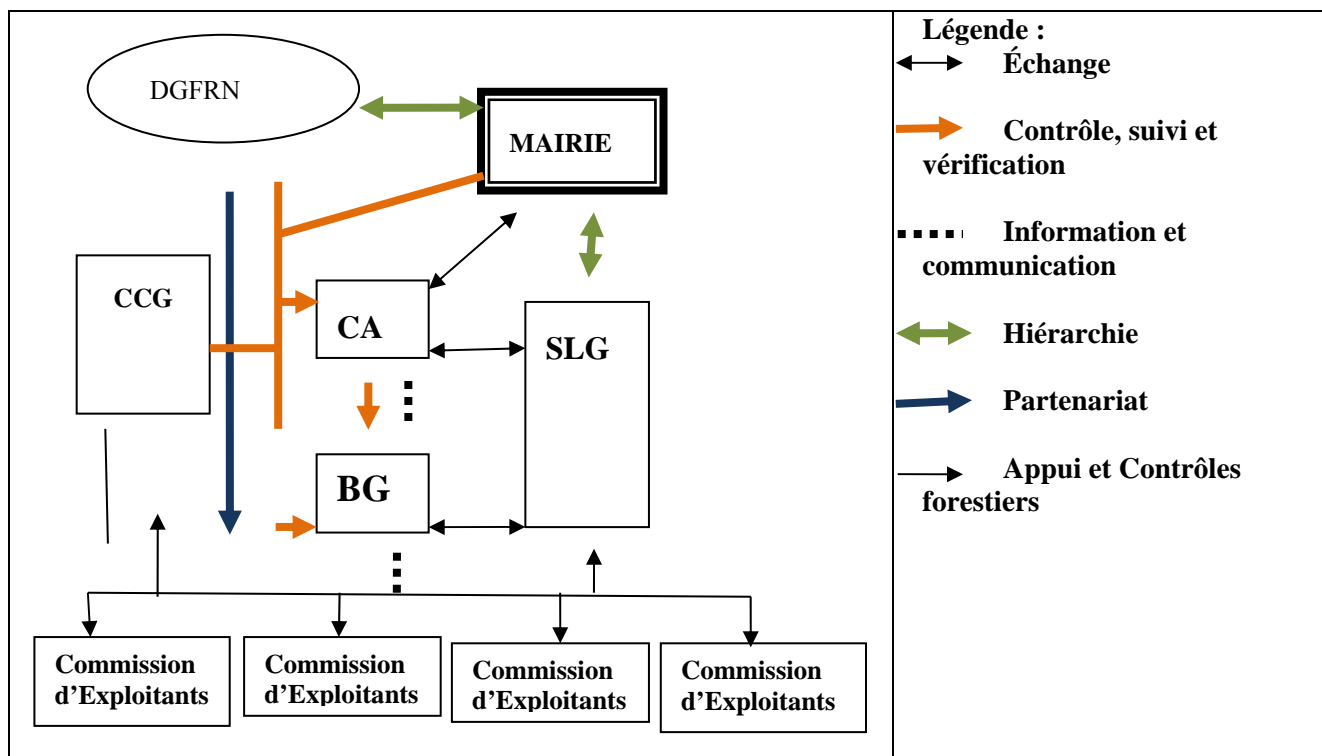 DGFRN
MAIRIE
CCG
CA
SLG
BG
Commission
d’Exploitants
Commission
d’Exploitants
Commission
d’Exploitants
Commission
d’Exploitants
Légende :
Échange
Contrôle, suivi et
vérification
Information et
communication
Hiérarchie
Partenariat
Appui et Contrôles
forestiers